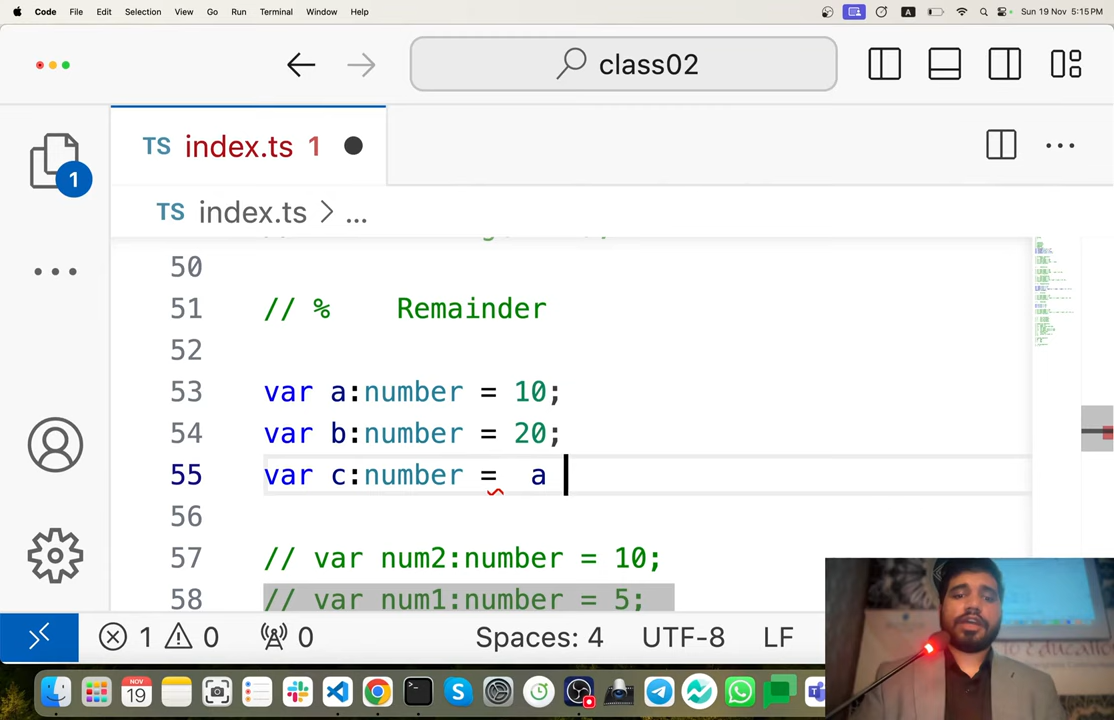 Code File Edit Selection View Go Run Terminal Window Help A Sun 19 Nov 5:15 PM
class02
TS index.ts 1
TS index.ts > ...
50
51 // % Remainder
52
53 var a:number = 10;
54 var b:number = 20;
55 var c:number = a
56
57 // var num2:number = 10;
58 // var num1:number = 5;
1 0 0 Spaces: 4 UTF-8 LF
1
NOV
19